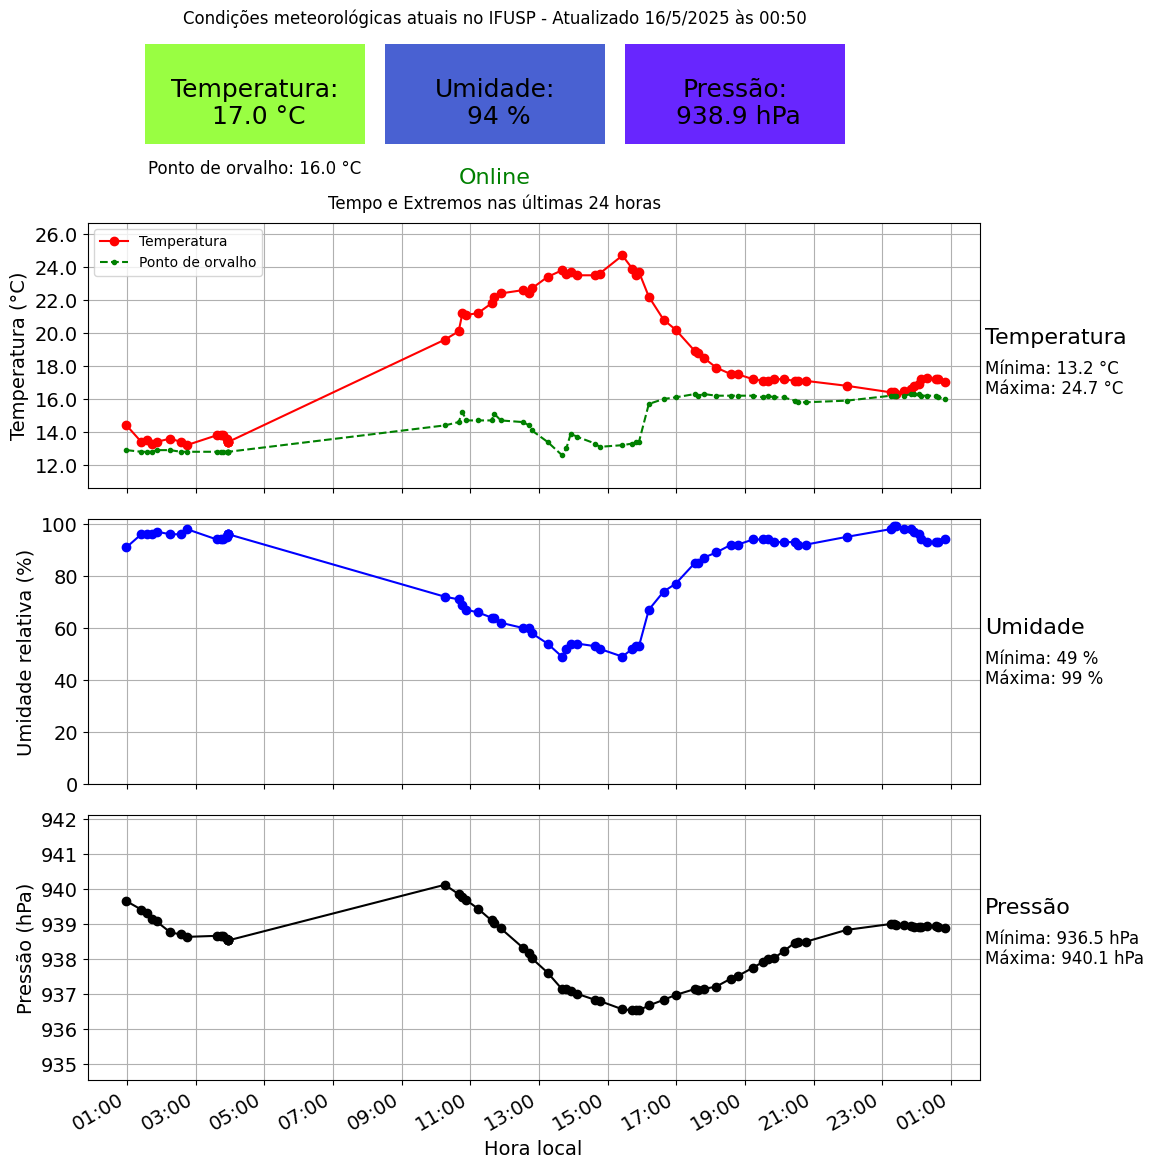 Condições meteorológicas atuais no IFUSP - Atualizado 16/5/2025 às 00:50
Temperatura:
17.0 °C
Umidade:
94 %
Pressão:
938.9 hPa
Ponto de orvalho: 16.0 °C
Online
Tempo e Extremos nas últimas 24 horas
Temperatura (°C)
26.0
24.0
22.0
20.0
18.0
16.0
14.0
12.0
Temperatura
Ponto de orvalho
Temperatura
Mínima: 13.2 °C
Máxima: 24.7 °C
Umidade relativa (%)
100
80
60
40
20
0
Umidade
Mínima: 49 %
Máxima: 99 %
Pressão (hPa)
942
941
940
939
938
937
936
935
Pressão
Mínima: 936.5 hPa
Máxima: 940.1 hPa
01:00 03:00 05:00 07:00 09:00 11:00 13:00 15:00 17:00 19:00 21:00 23:00 01:00
Hora local